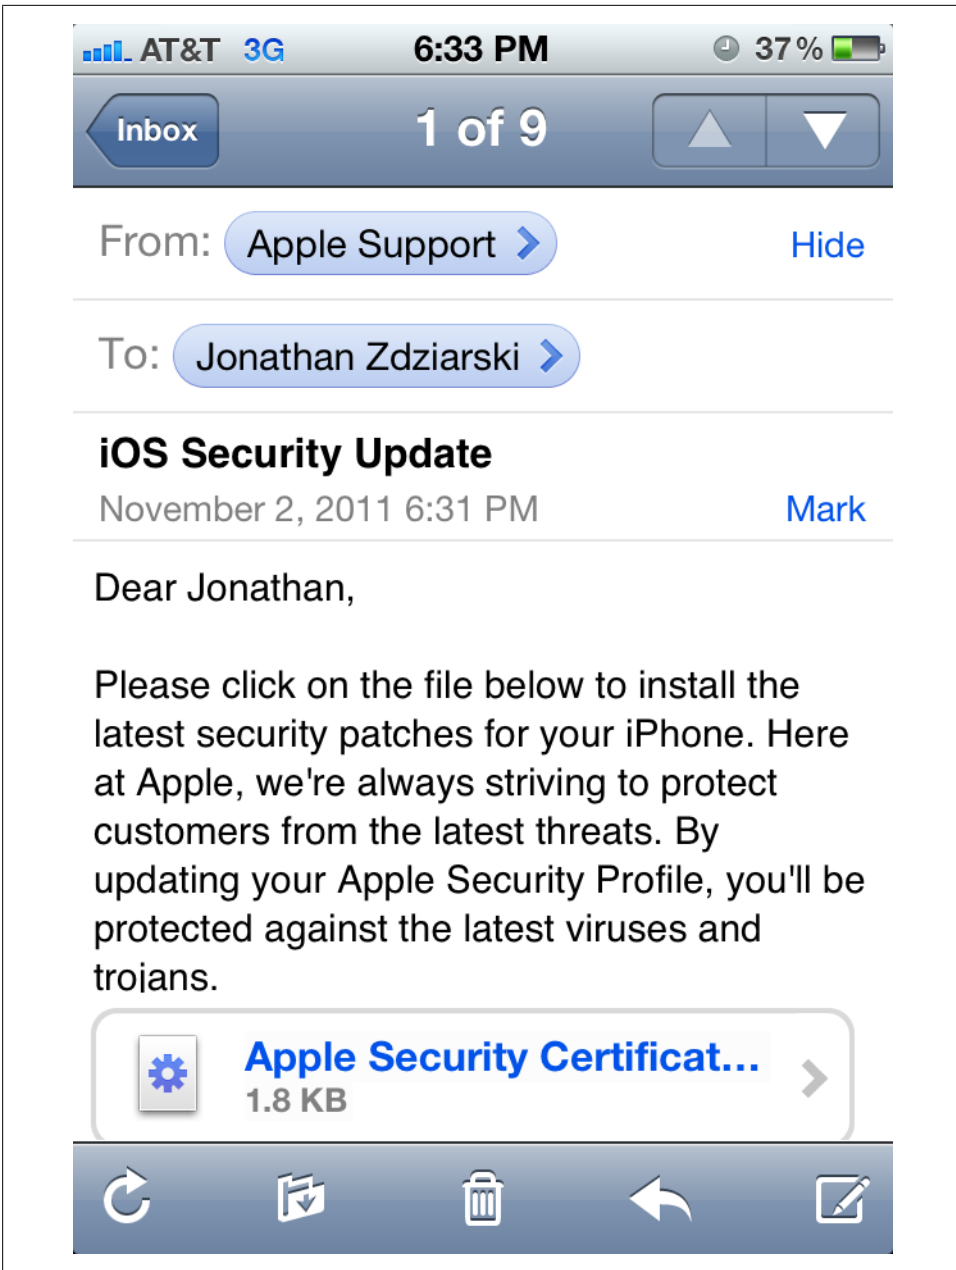 AT&T 3G 6:33 PM 37%
Inbox 1 of 9
From: Apple Support Hide
To: Jonathan Zdziarski
iOS Security Update
November 2, 2011 6:31 PM Mark
Dear Jonathan,
Please click on the file below to install the
latest security patches for your iPhone. Here
at Apple, we're always striving to protect
customers from the latest threats. By
updating your Apple Security Profile, you'll be
protected against the latest viruses and
trojans.
Apple Security Certificat...
1.8 KB